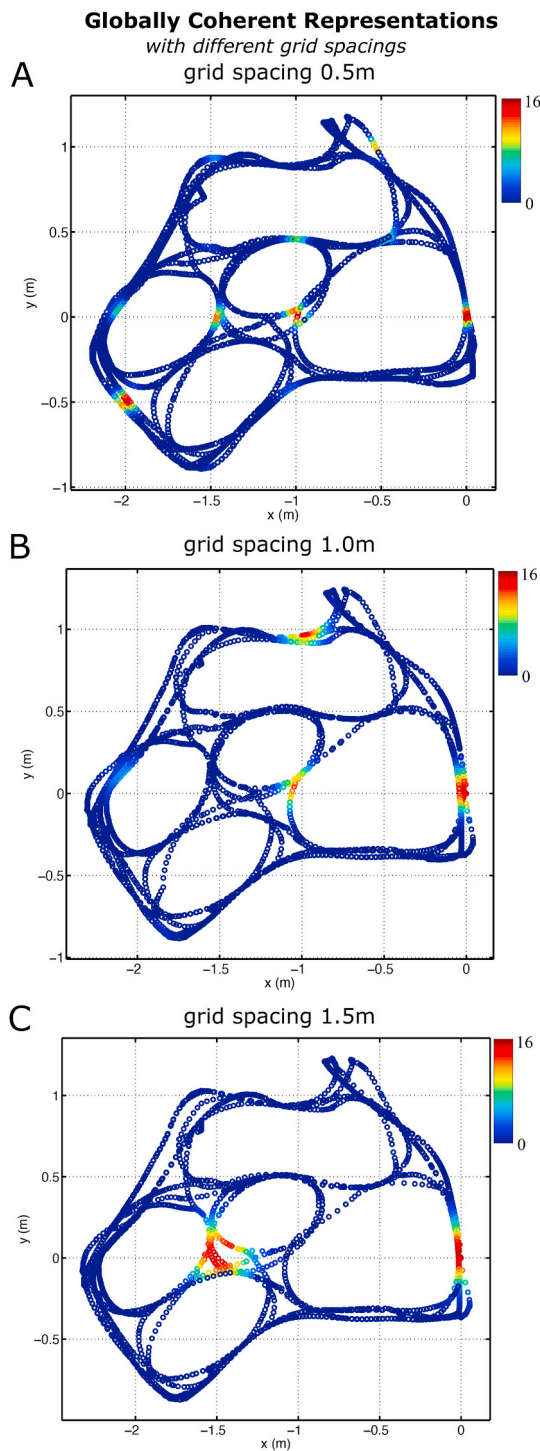 Globally Coherent Representations
with different grid spacings
A
grid spacing 0.5m
16
0
1
0.5
0
−0.5
−1
y (m)
−2
−1.5
−1
−0.5
0
x (m)
B
grid spacing 1.0m
16
0
1
0.5
0
−0.5
−1
y (m)
−2
−1.5
−1
−0.5
0
x (m)
C
grid spacing 1.5m
16
0
1
0.5
0
−0.5
y (m)
−2
−1.5
−1
−0.5
0
x (m)